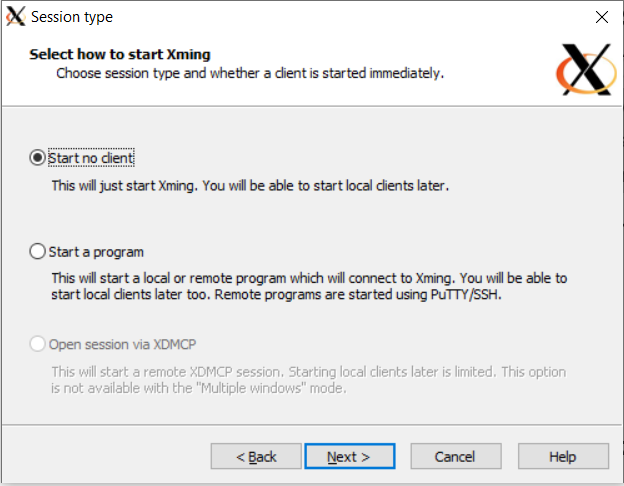 Session type
Select how to start Xming
Choose session type and whether a client is started immediately.
Start no client
This will just start Xming. You will be able to start local clients later.
Start a program
This will start a local or remote program which will connect to Xming. You will be able to
start local clients later too. Remote programs are started using PuTTY/SSH.
Open session via XDMCP
This will start a remote XDMCP session. Starting local clients later is limited. This option
is not available with the "Multiple windows" mode.
< Back Next > Cancel Help